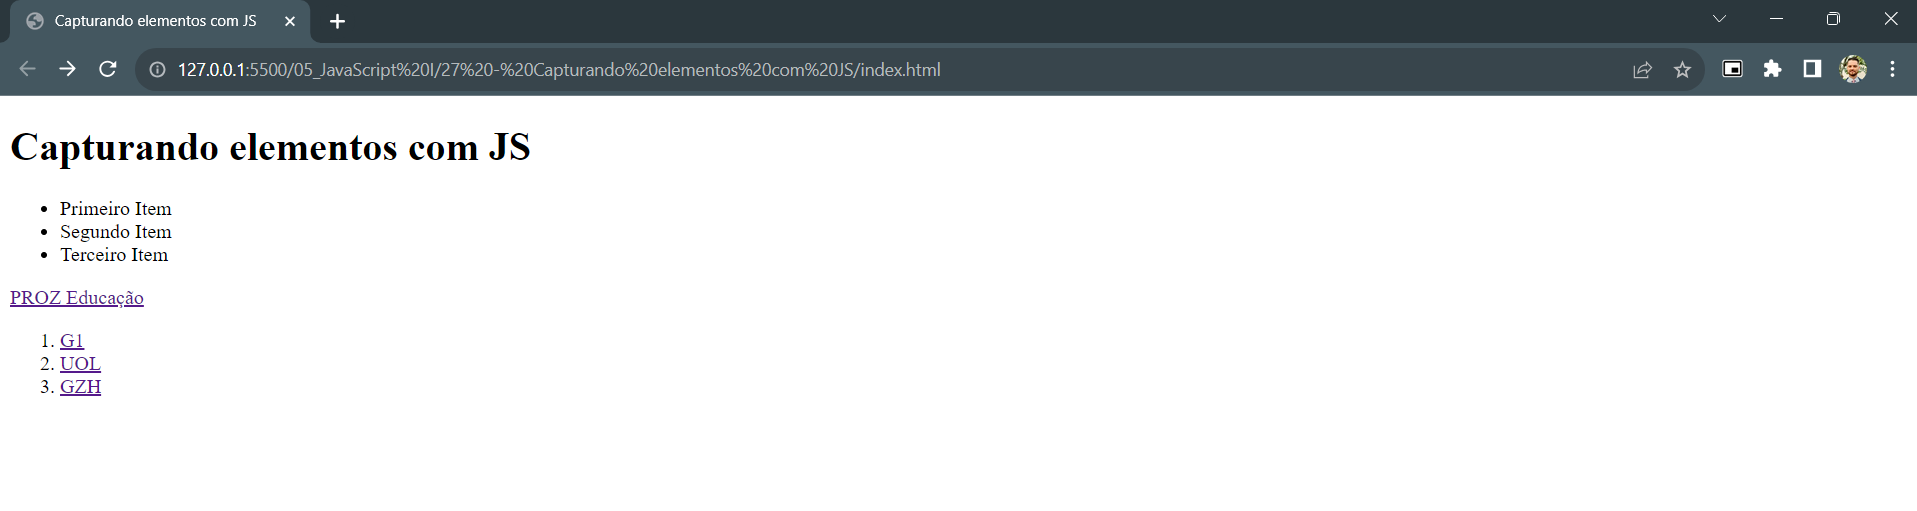 Capturando elementos com JS
127.0.0.1:5500/05_JavaScript%20I/27%20-%20Capturando%20elementos%20com%20JS/index.html
Capturando elementos com JS
• Primeiro Item
• Segundo Item
• Terceiro Item
PROZ Educação
1. G1
2. UOL
3. GZH